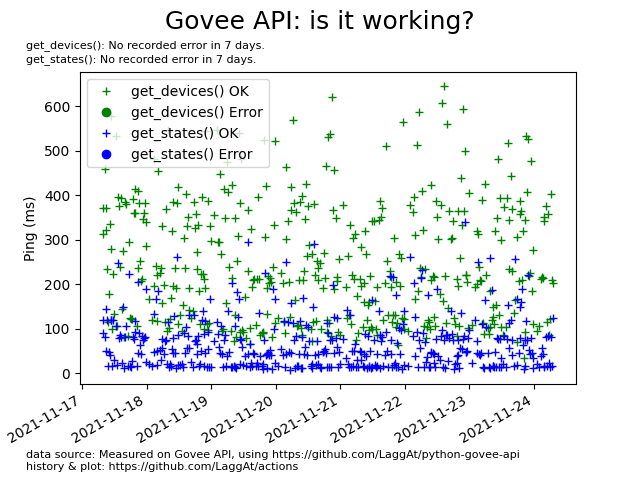 Govee API: is it working?
get_devices(): No recorded error in 7 days.
get_states(): No recorded error in 7 days.
get_devices() OK
get_devices() Error
get_states() OK
get_states() Error
Ping (ms)
600
500
400
300
200
100
0
2021-11-17
2021-11-18
2021-11-19
2021-11-20
2021-11-21
2021-11-22
2021-11-23
2021-11-24
data source: Measured on Govee API, using https://github.com/LaggAt/python-govee-api
history & plot: https://github.com/LaggAt/actions